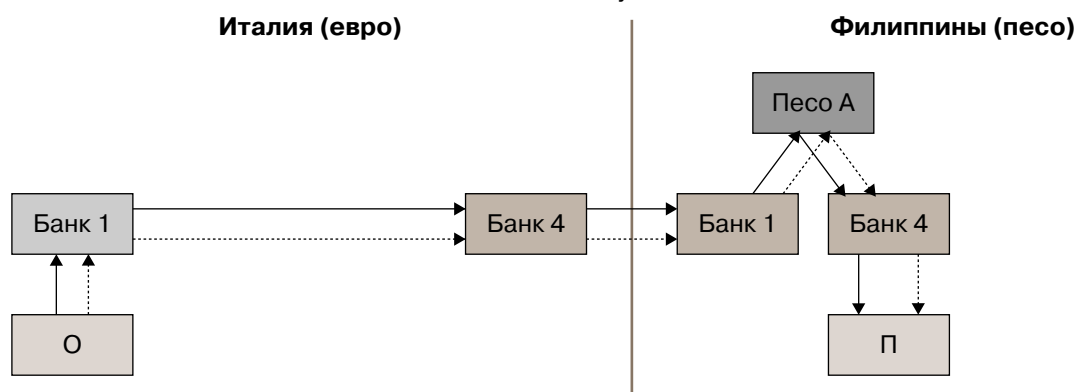 Италия (евро)
Филиппины (песо)
Песо А
Банк 1
Банк 4
Банк 1
Банк 4
О
П